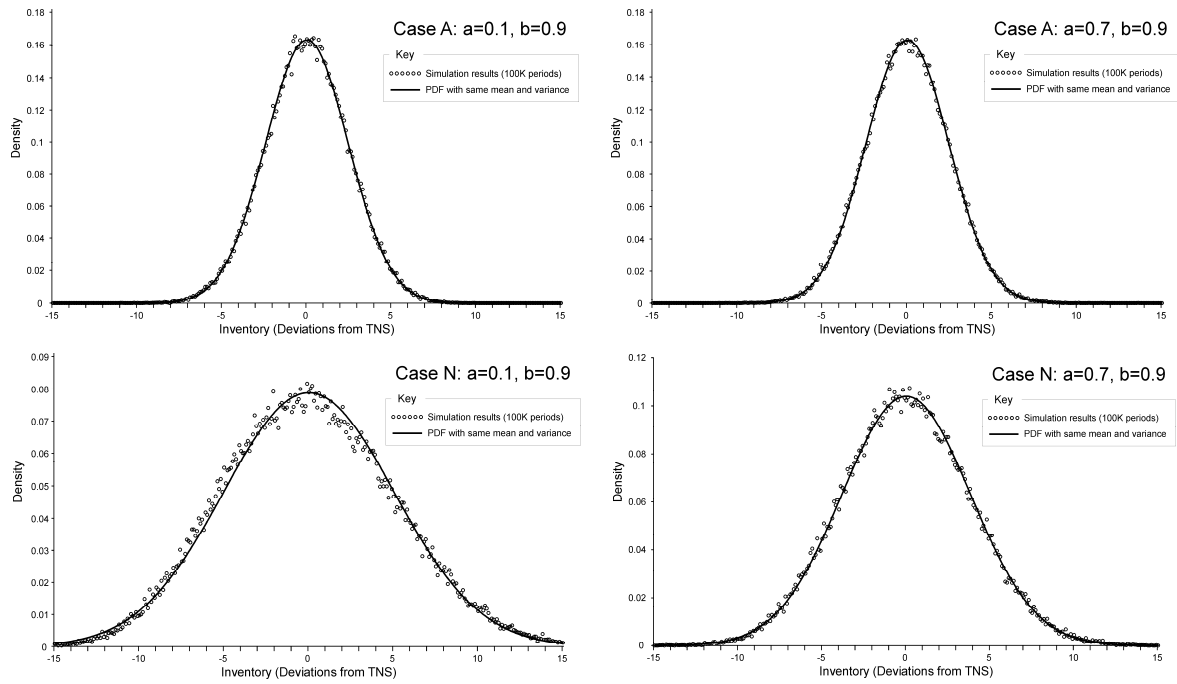 Case A: a=0.1, b=0.9
Key
Simulation results (100K periods)
PDF with same mean and variance
Density
0.18
0.16
0.14
0.12
0.1
0.08
0.06
0.04
0.02
0
-15 -10 -5 0 5 10 15
Inventory (Deviations from TNS)
Case A: a=0.7, b=0.9
Key
Simulation results (100K periods)
PDF with same mean and variance
Density
0.18
0.16
0.14
0.12
0.1
0.08
0.06
0.04
0.02
0
-15 -10 -5 0 5 10 15
Inventory (Deviations from TNS)
Case N: a=0.1, b=0.9
Key
Simulation results (100K periods)
PDF with same mean and variance
Density
0.09
0.08
0.07
0.06
0.05
0.04
0.03
0.02
0.01
0
-15 -10 -5 0 5 10 15
Inventory (Deviations from TNS)
Case N: a=0.7, b=0.9
Key
Simulation results (100K periods)
PDF with same mean and variance
Density
0.12
0.1
0.08
0.06
0.04
0.02
0
-15 -10 -5 0 5 10 15
Inventory (Deviations from TNS)